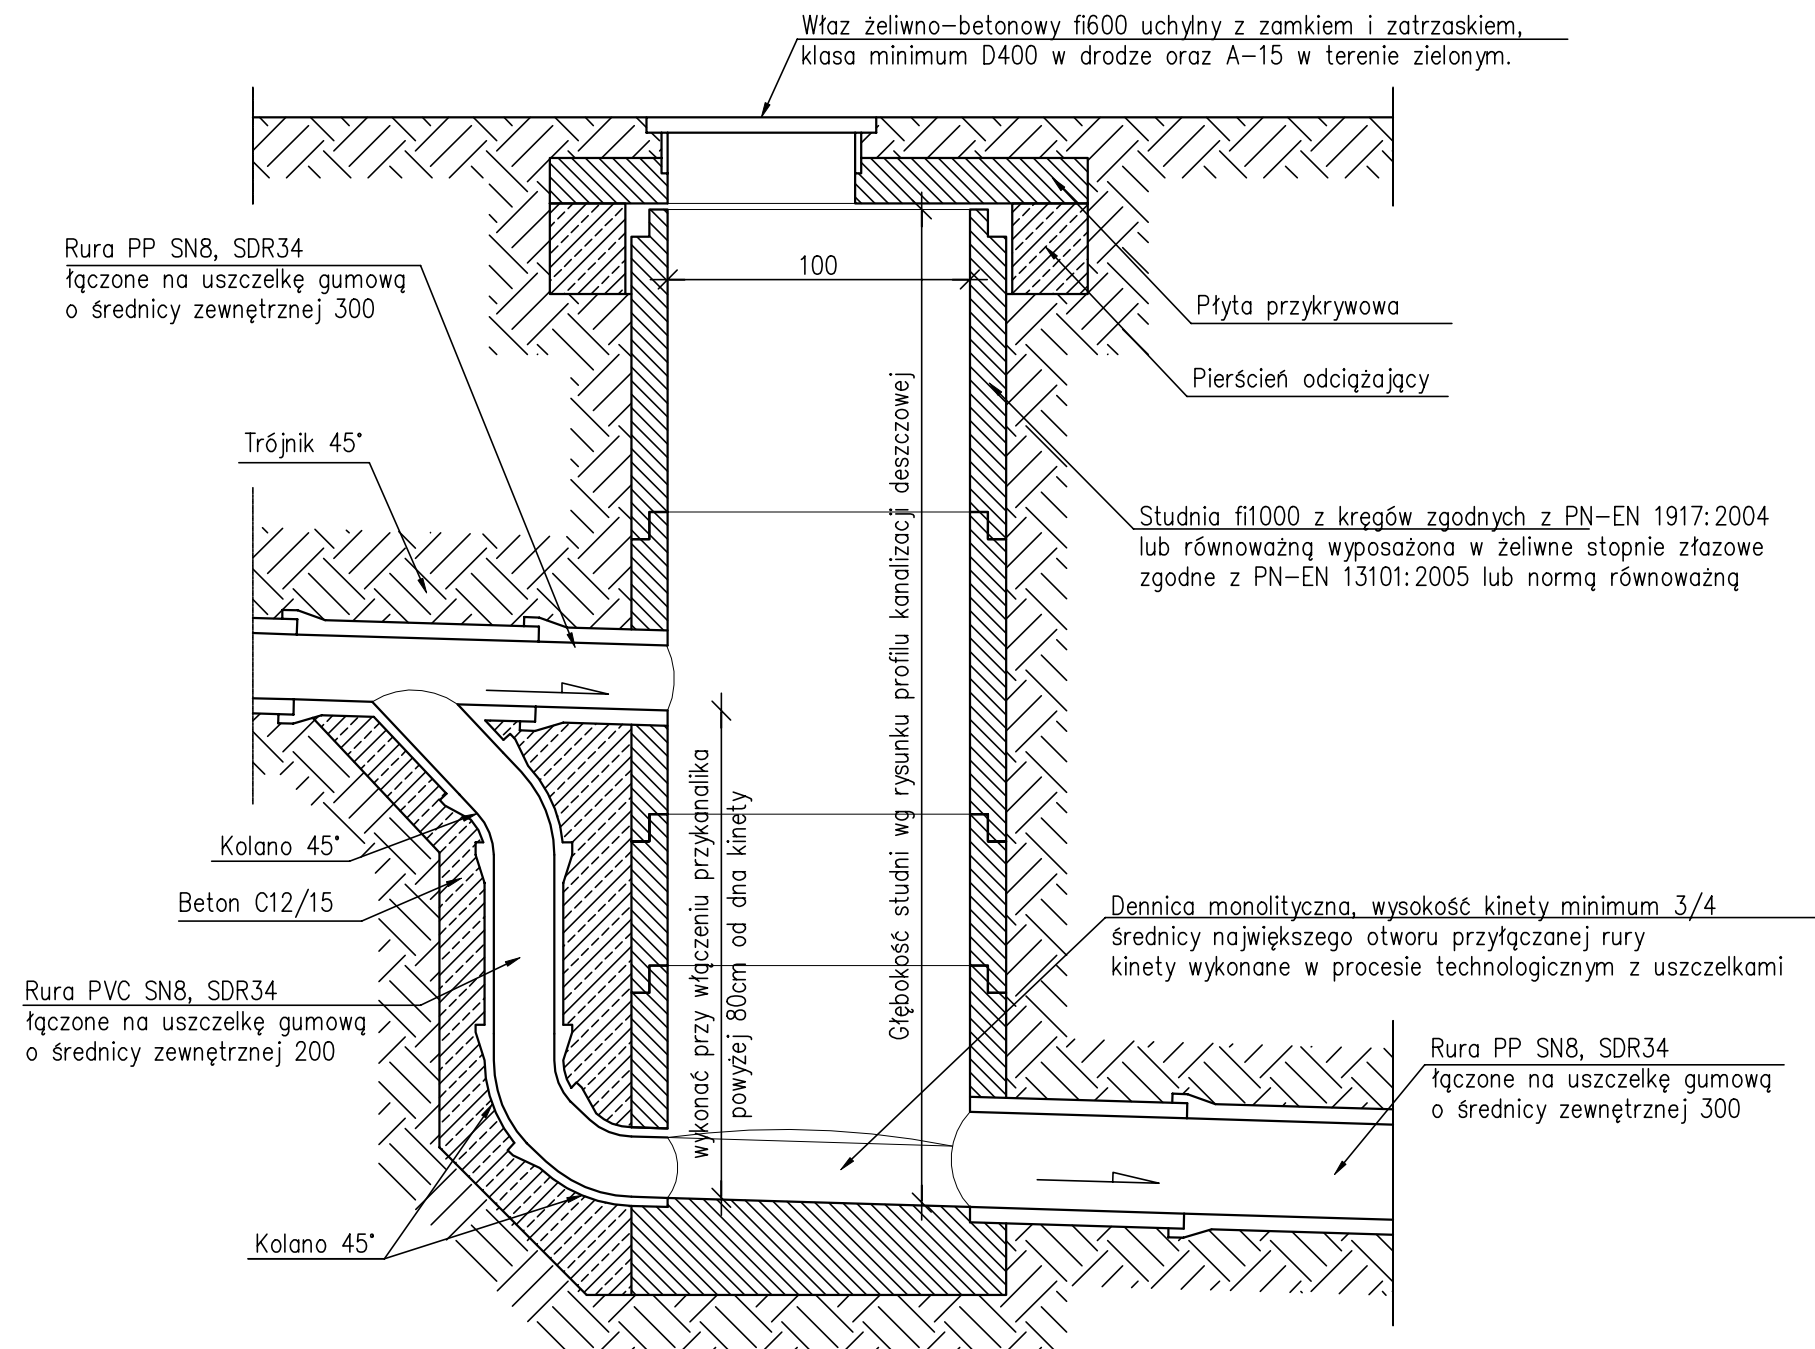 Właz żeliwno-betonowy fi600 uchylny z zamkiem i zatrzaskiem,
klasa minimum D400 w drodze oraz A-15 w terenie zielonym.
Rura PP SN8, SDR34
łączone na uszczelkę gumową
o średnicy zewnętrznej 300
100
Płyta przykrywowa
Pierścień odciążający
Trójnik 45°
Studnia fi1000 z kręgów zgodnych z PN-EN 1917:2004
lub równoważną wyposażona w żeliwne stopnie złazowe
zgodne z PN-EN 13101:2005 lub normą równoważną
Głębokość studni wg rysunku profilu kanalizacji deszczowej
wykonać przy włączeniu przykanalika
powyżej 80cm od dna kinety
Kolano 45°
Beton C12/15
Dennica monolityczna, wysokość kinety minimum 3/4
średnicy największego otworu przyłączanej rury
kinety wykonane w procesie technologicznym z uszczelkami
Rura PVC SN8, SDR34
łączone na uszczelkę gumową
o średnicy zewnętrznej 200
Rura PP SN8, SDR34
łączone na uszczelkę gumową
o średnicy zewnętrznej 300
Kolano 45°